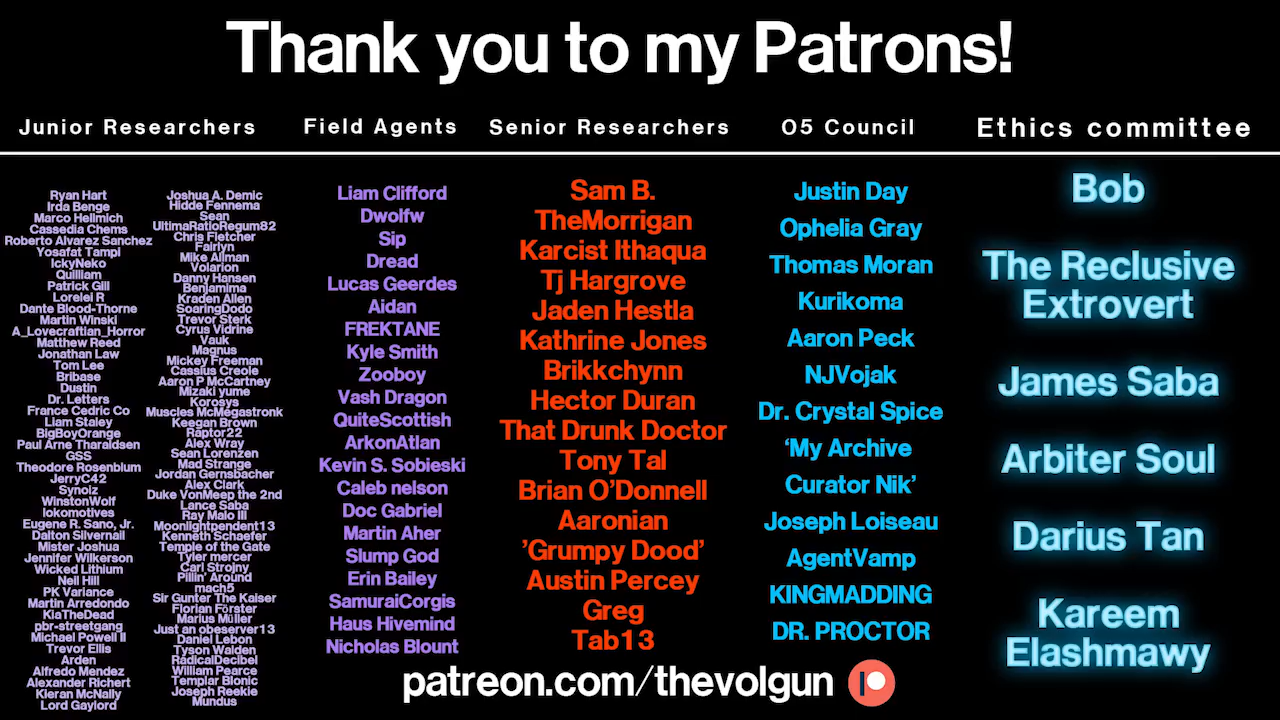 Thank you to my Patrons!
Junior Researchers
Field Agents
Senior Researchers
O5 Council
Ethics committee
Ryan Hart
Irda Benge
Marco Hellmich
Cassedia Chems
Roberto Alvarez Sanchez
Yosafat Tampi
IckyNeko
Quilliam
Patrick Gill
Lorelei R
Dante Blood-Thorne
Martin Winski
A_Lovecraftian_Horror
Matthew Reed
Jonathan Law
Tom Lee
Bribase
Dustin
Dr. Letters
France Cedric Co
Liam Staley
BigBoyOrange
Paul Arne Tharaldsen
GSS
Theodore Rosenblum
JerryC42
Synoiz
WinstonWolf
lokomotives
Eugene R. Sano, Jr.
Dalton Silvernail
Mister Joshua
Jennifer Wilkerson
Wicked Lithium
Neil Hill
PK Variance
Martin Arredondo
KiaTheDead
pbr-streetgang
Michael Powell II
Trevor Ellis
Arden
Alfredo Mendez
Alexander Richert
Kieran McNally
Lord Gaylord
Joshua A. Demic
Hidde Fennema
Sean
UltimaRatioRegum82
Chris Fletcher
Fairlyn
Mike Allman
Volarion
Danny Hansen
Benjamima
Kraden Allen
SoaringDodo
Trevor Sterk
Cyrus Vidrine
Vauk
Magnus
Mickey Freeman
Cassius Creole
Aaron P McCartney
Mizaki yume
Korosys
Muscles McMegastronk
Keegan Brown
Raptor22
Alex Wray
Sean Lorenzen
Mad Strange
Jordan Gernsbacher
Alex Clark
Duke VonMeep the 2nd
Lance Saba
Ray Malo III
Moonlightpendent13
Kenneth Schaefer
Temple of the Gate
Tyler mercer
Carl Strojny
Pillin' Around
mach5
Sir Gunter The Kaiser
Florian Förster
Marius Müller
Just an obeserver13
Daniel Lebon
Tyson Walden
RadicalDecibel
William Pearce
Templar Bionic
Joseph Reekie
Mundus
Liam Clifford
Dwolfw
Sip
Dread
Lucas Geerdes
Aidan
FREKTANE
Kyle Smith
Zooboy
Vash Dragon
QuiteScottish
ArkonAtlan
Kevin S. Sobieski
Caleb nelson
Doc Gabriel
Martin Aher
Slump God
Erin Bailey
SamuraiCorgis
Haus Hivemind
Nicholas Blount
Sam B.
TheMorrigan
Karcist Ithaqua
Tj Hargrove
Jaden Hestla
Kathrine Jones
Brikkchynn
Hector Duran
That Drunk Doctor
Tony Tal
Brian O'Donnell
Aaronian
'Grumpy Dood'
Austin Percey
Greg
Tab13
Justin Day
Ophelia Gray
Thomas Moran
Kurikoma
Aaron Peck
NJVojak
Dr. Crystal Spice
‘My Archive
Curator Nik’
Joseph Loiseau
AgentVamp
KINGMADDING
DR. PROCTOR
Bob
The Reclusive
Extrovert
James Saba
Arbiter Soul
Darius Tan
Kareem
Elashmawy
patreon.com/thevolgun